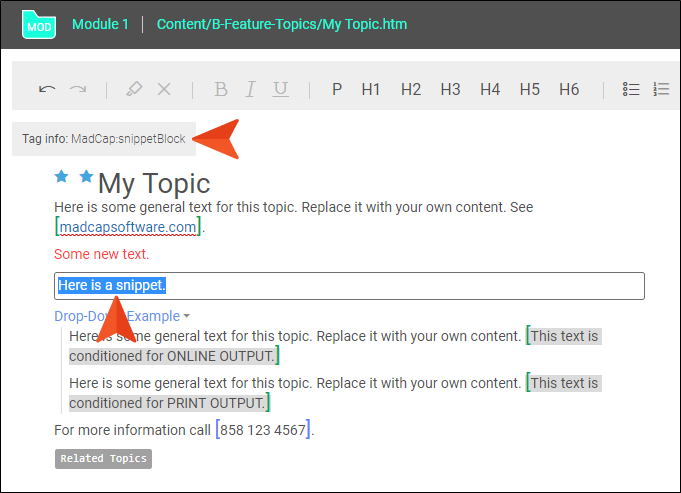 MOD Module 1 Content/B-Feature-Topics/My Topic.htm
B I U P H1 H2 H3 H4 H5 H6
Tag info: MadCap:snippetBlock
My Topic
Here is some general text for this topic. Replace it with your own content. See
[madcapsoftware.com].
Some new text.
Here is a snippet.
Drop-Down Example
Here is some general text for this topic. Replace it with your own content. [This text is
conditioned for ONLINE OUTPUT.]
Here is some general text for this topic. Replace it with your own content. [This text is
conditioned for PRINT OUTPUT.]
For more information call [858 123 4567].
Related Topics